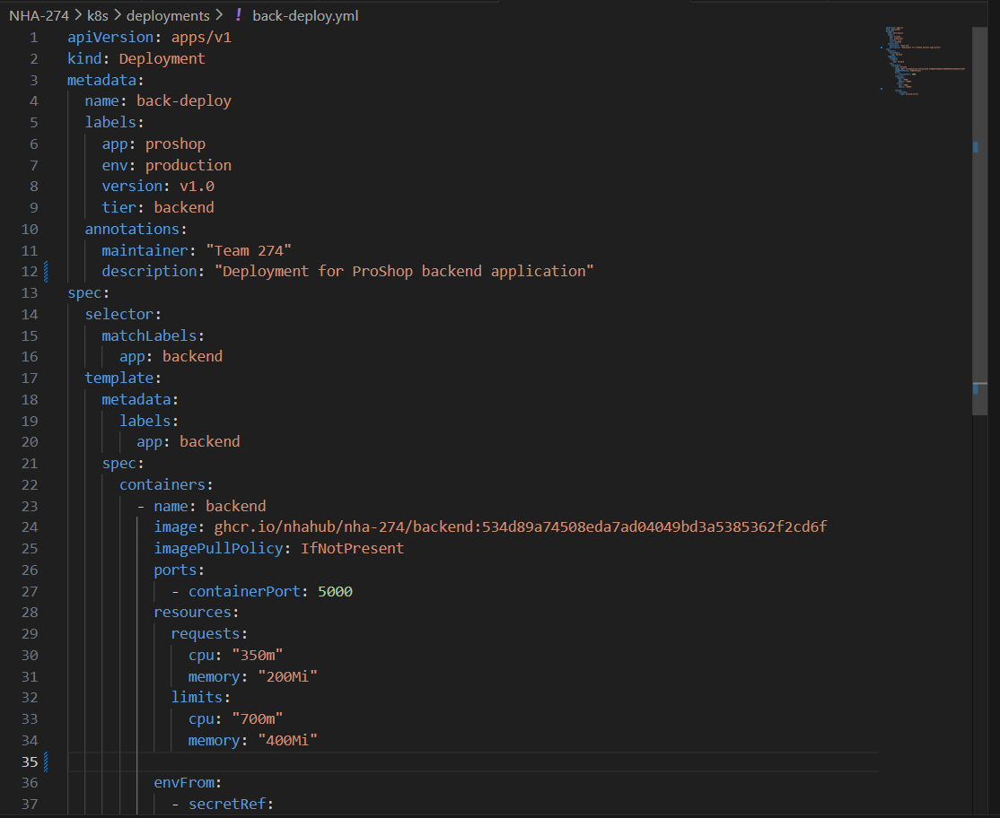 NHA-274 > k8s > deployments > ! back-deploy.yml
1 apiVersion: apps/v1
2 kind: Deployment
3 metadata:
4   name: back-deploy
5   labels:
6     app: proshop
7     env: production
8     version: v1.0
9     tier: backend
10   annotations:
11     maintainer: "Team 274"
12     description: "Deployment for ProShop backend application"
13 spec:
14   selector:
15     matchLabels:
16       app: backend
17   template:
18     metadata:
19       labels:
20         app: backend
21     spec:
22       containers:
23         - name: backend
24           image: ghcr.io/nhahub/nha-274/backend:534d89a74508eda7ad04049bd3a5385362f2cd6f
25           imagePullPolicy: IfNotPresent
26           ports:
27             - containerPort: 5000
28           resources:
29             requests:
30               cpu: "350m"
31               memory: "200Mi"
32             limits:
33               cpu: "700m"
34               memory: "400Mi"
35
36           envFrom:
37             - secretRef: